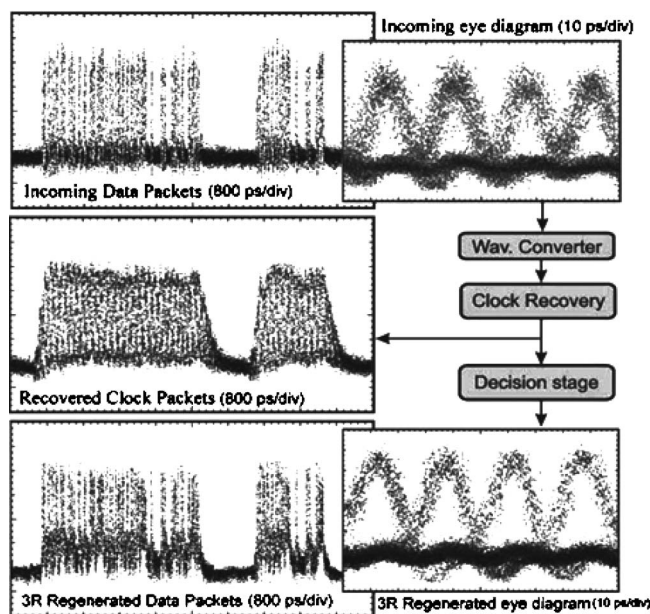 Incoming eye diagram (10 ps/div)
Incoming Data Packets (800 ps/div)
Wav. Converter
Clock Recovery
Recovered Clock Packets (800 ps/div)
Decision stage
3R Regenerated Data Packets (800 ps/div)
3R Regenerated eye diagram (10 ps/div)